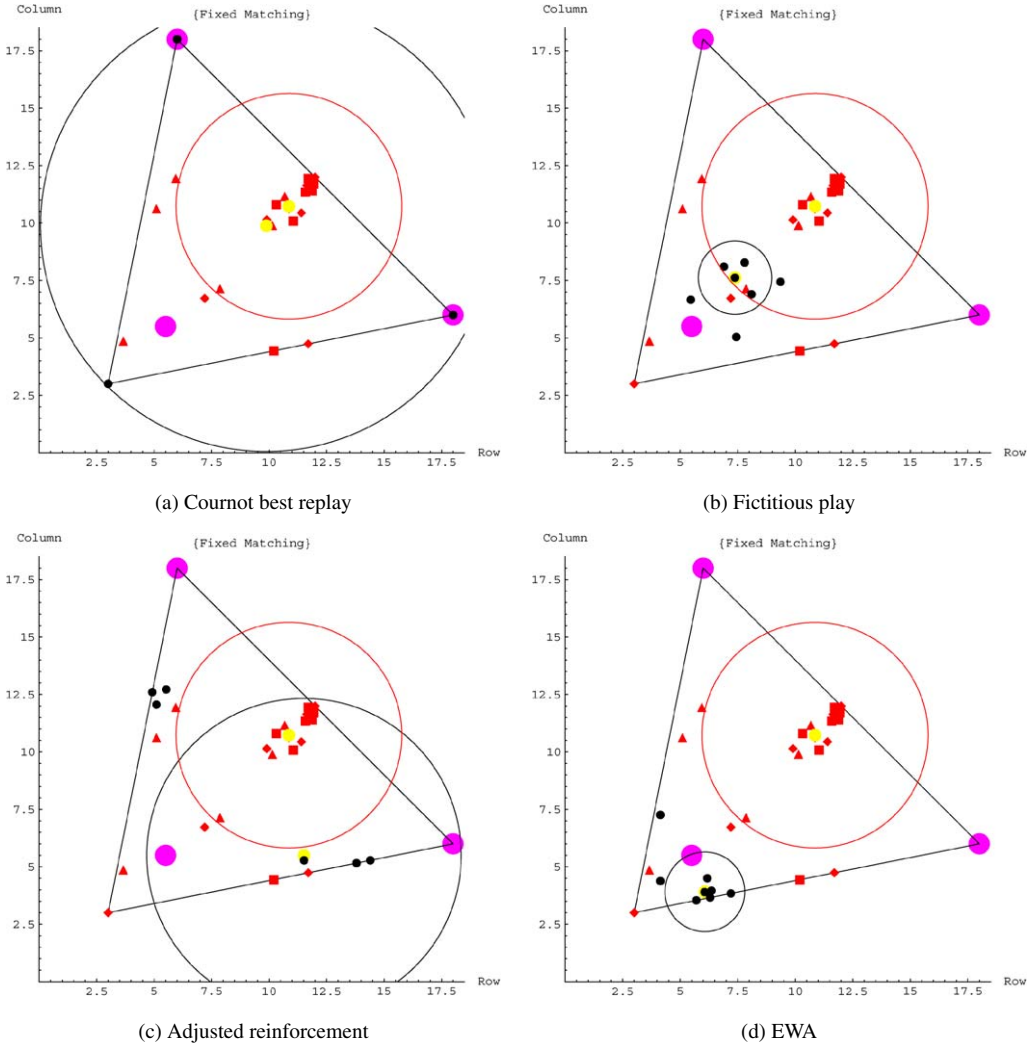 Column
{Fixed Matching}
17.5
15
12.5
10
7.5
5
2.5
2.5 5 7.5 10 12.5 15 17.5 Row
(a) Cournot best replay
Column
{Fixed Matching}
17.5
15
12.5
10
7.5
5
2.5
2.5 5 7.5 10 12.5 15 17.5 Row
(b) Fictitious play
Column
{Fixed Matching}
17.5
15
12.5
10
7.5
5
2.5
2.5 5 7.5 10 12.5 15 17.5 Row
(c) Adjusted reinforcement
Column
{Fixed Matching}
17.5
15
12.5
10
7.5
5
2.5
2.5 5 7.5 10 12.5 15 17.5 Row
(d) EWA